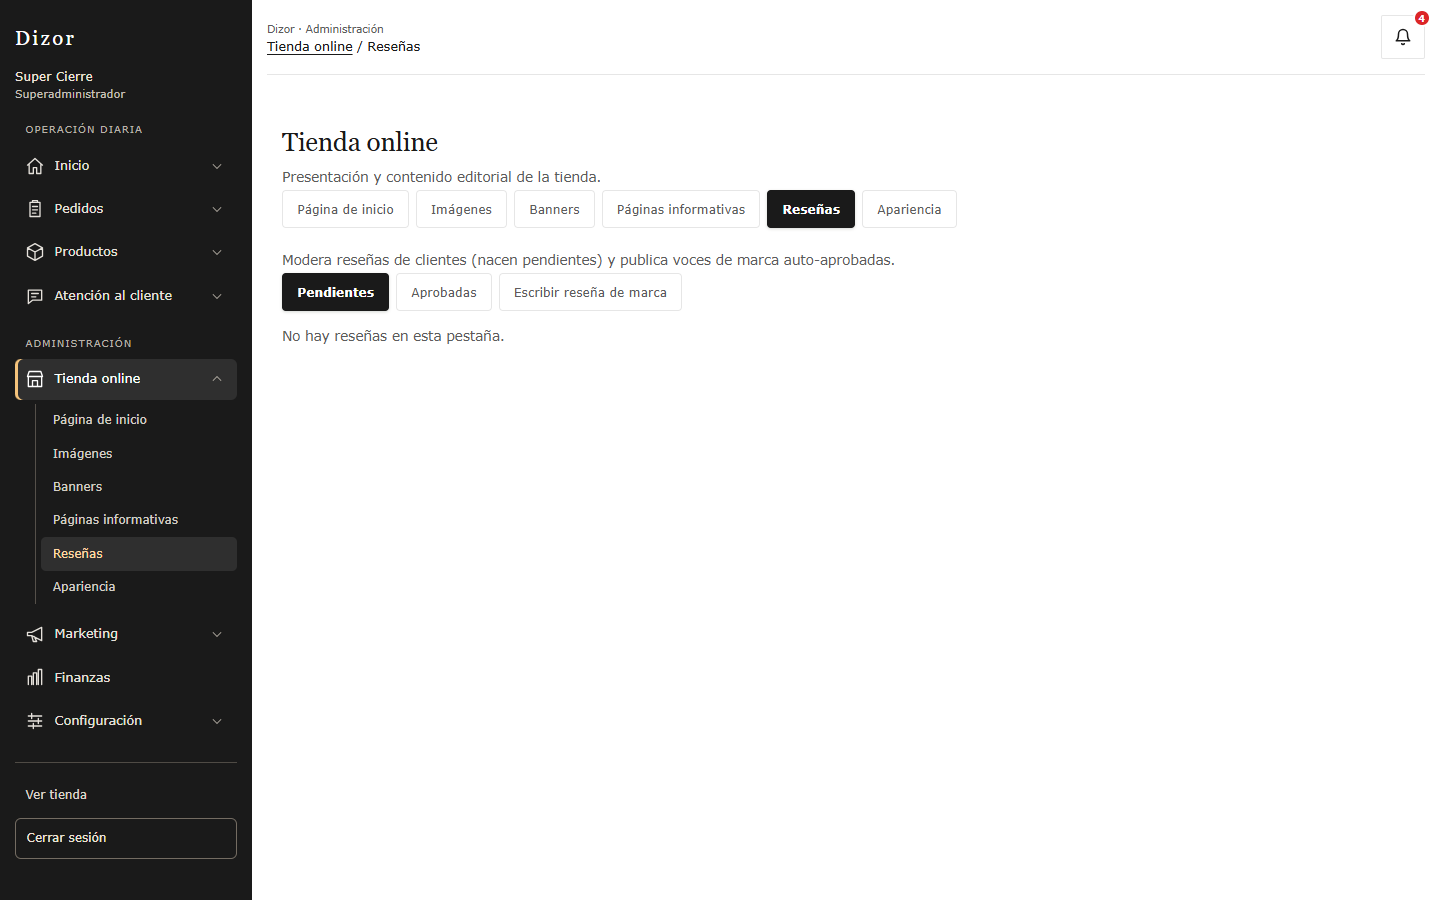 Dizor
Super Cierre
Superadministrador
OPERACIÓN DIARIA
Inicio
Pedidos
Productos
Atención al cliente
ADMINISTRACIÓN
Tienda online
Página de inicio
Imágenes
Banners
Páginas informativas
Reseñas
Apariencia
Marketing
Finanzas
Configuración
Ver tienda
Cerrar sesión
Dizor · Administración
Tienda online / Reseñas
4
Tienda online
Presentación y contenido editorial de la tienda.
Página de inicio Imágenes Banners Páginas informativas Reseñas Apariencia
Modera reseñas de clientes (nacen pendientes) y publica voces de marca auto-aprobadas.
Pendientes Aprobadas Escribir reseña de marca
No hay reseñas en esta pestaña.